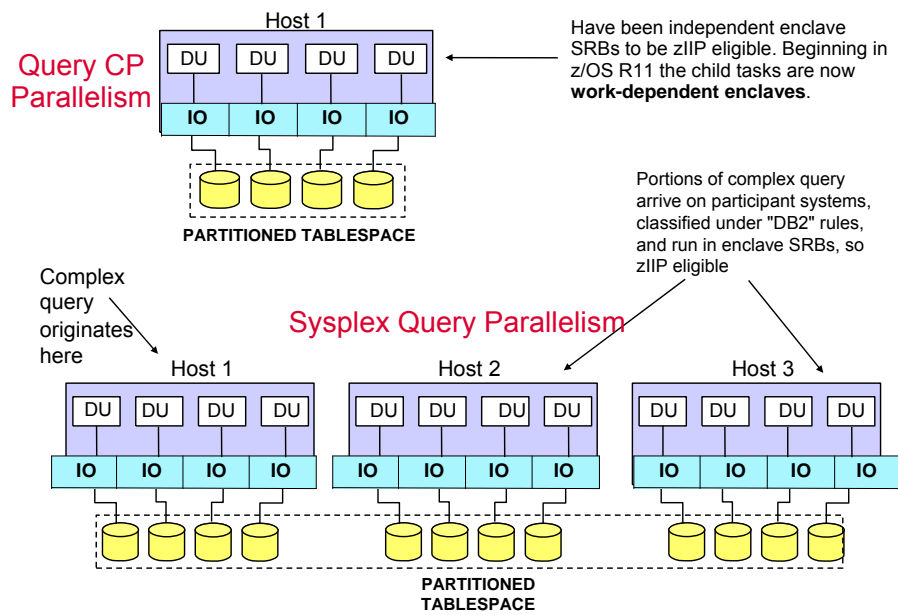 Host 1
DU DU DU DU
Query CP
Parallelism
IO IO IO IO
PARTITIONED TABLESPACE
Have been independent enclave
SRBs to be zIIP eligible. Beginning in
z/OS R11 the child tasks are now
work-dependent enclaves.
Portions of complex query
arrive on participant systems,
classified under "DB2" rules,
and run in enclave SRBs, so
zIIP eligible
Complex
query
originates
here
Sysplex Query Parallelism
Host 1
DU DU DU DU
IO IO IO IO
Host 2
DU DU DU DU
IO IO IO IO
Host 3
DU DU DU DU
IO IO IO IO
PARTITIONED
TABLESPACE